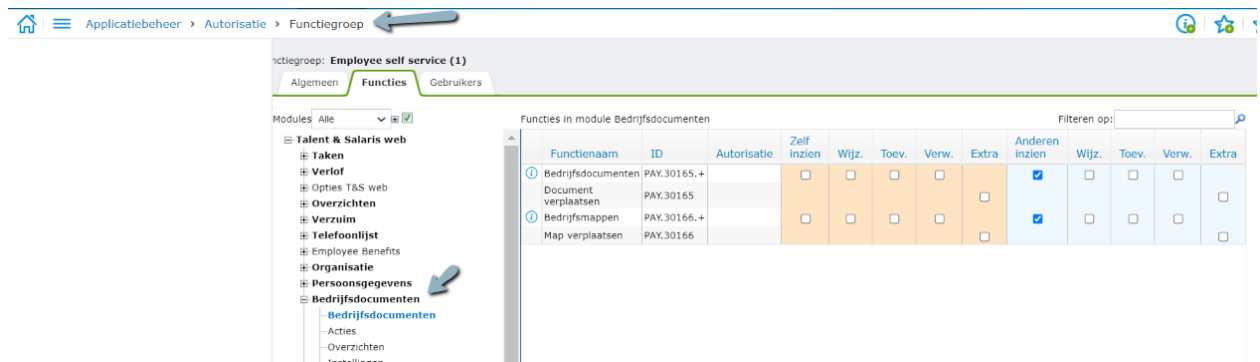 Applicatiebeheer > Autorisatie > Functiegroep
nctiegroep: Employee self service (1)
Algemeen Functies Gebruikers
Modules Alle
Talent & Salaris web
Taken
Verlof
Opties T&S web
Overzichten
Verzuim
Telefoonlijst
Employee Benefits
Organisatie
Persoonsgegevens
Bedrijfsdocumenten
Bedrijfsdocumenten
Acties
Overzichten
Instellingen
Functies in module Bedrijfsdocumenten Filteren op:
Functienaam ID Autorisatie Zelf inzien Wijz. Toev. Verw. Extra Anderen inzien Wijz. Toev. Verw. Extra
Bedrijfsdocumenten PAY.30165.+
Document verplaatsen PAY.30165
Bedrijfsmappen PAY.30166.+
Map verplaatsen PAY.30166